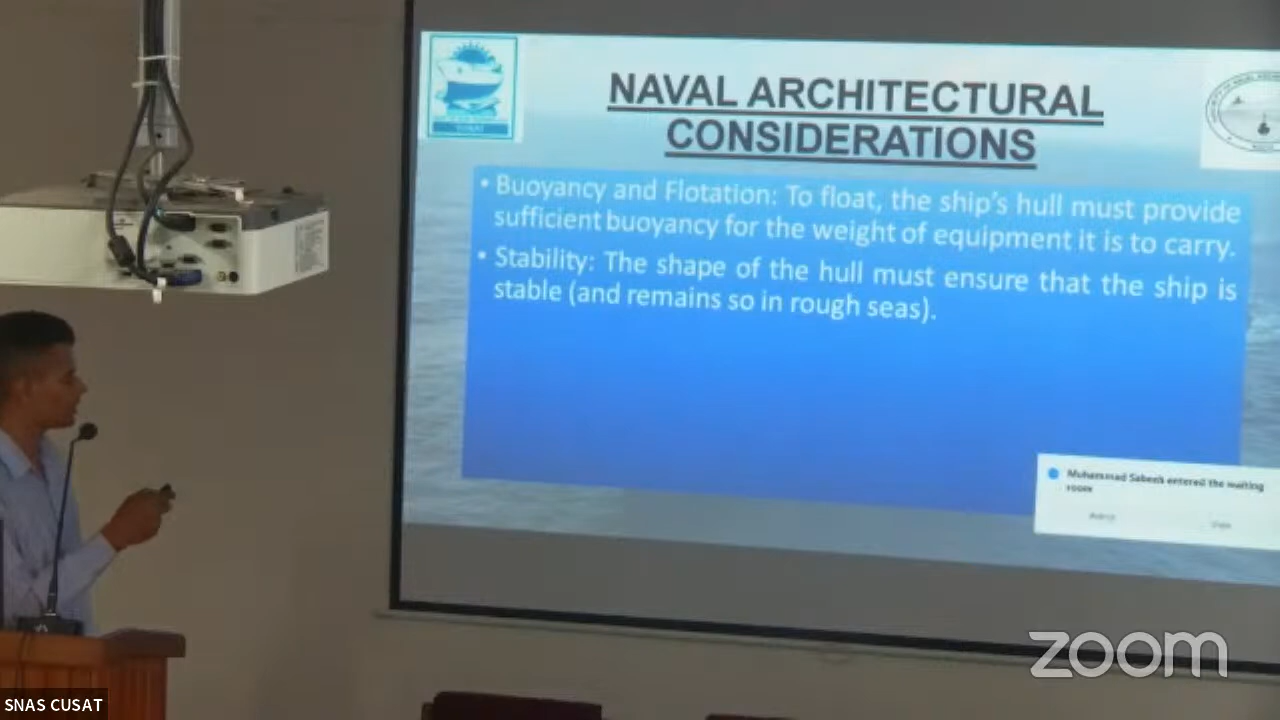 NAVAL ARCHITECTURAL
CONSIDERATIONS
• Buoyancy and Flotation: To float, the ship's hull must provide
sufficient buoyancy for the weight of equipment it is to carry.
• Stability: The shape of the hull must ensure that the ship is
stable (and remains so in rough seas).
Muhammad Sabeeh entered the waiting
room
zoom
SNAS CUSAT